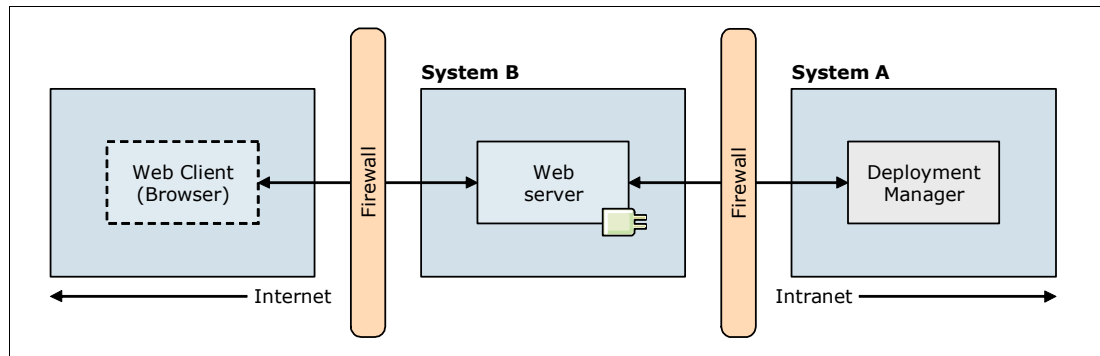 System B
System A
Web Client
(Browser)
Firewall
Web
server
Firewall
Deployment
Manager
Internet
Intranet